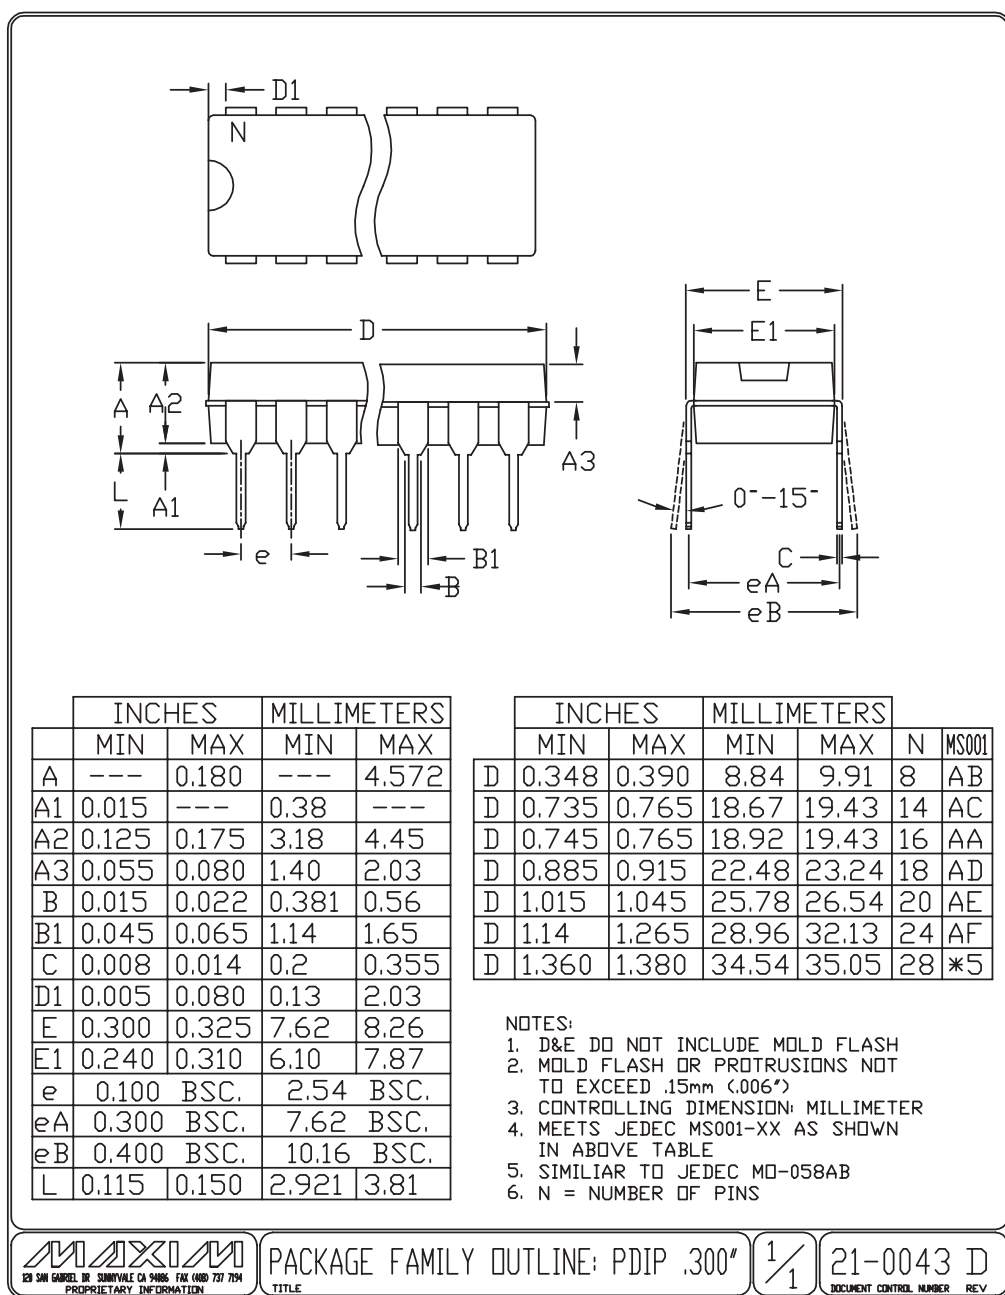 D1
N
E
E1
D
A
A2
A3
L
A1
0°-15°
e
B1
B
C
eA
eB
INCHES MILLIMETERS
MIN MAX MIN MAX
A --- 0.180 --- 4.572
A1 0.015 --- 0.38 ---
A2 0.125 0.175 3.18 4.45
A3 0.055 0.080 1.40 2.03
B 0.015 0.022 0.381 0.56
B1 0.045 0.065 1.14 1.65
C 0.008 0.014 0.2 0.355
D1 0.005 0.080 0.13 2.03
E 0.300 0.325 7.62 8.26
E1 0.240 0.310 6.10 7.87
e 0.100 BSC. 2.54 BSC.
eA 0.300 BSC. 7.62 BSC.
eB 0.400 BSC. 10.16 BSC.
L 0.115 0.150 2.921 3.81
INCHES MILLIMETERS
MIN MAX MIN MAX N MS001
D 0.348 0.390 8.84 9.91 8 AB
D 0.735 0.765 18.67 19.43 14 AC
D 0.745 0.765 18.92 19.43 16 AA
D 0.885 0.915 22.48 23.24 18 AD
D 1.015 1.045 25.78 26.54 20 AE
D 1.14 1.265 28.96 32.13 24 AF
D 1.360 1.380 34.54 35.05 28 *5
NOTES:
1. D&E DO NOT INCLUDE MOLD FLASH
2. MOLD FLASH OR PROTRUSIONS NOT
TO EXCEED .15mm (.006")
3. CONTROLLING DIMENSION: MILLIMETER
4. MEETS JEDEC MS001-XX AS SHOWN
IN ABOVE TABLE
5. SIMILIAR TO JEDEC MO-058AB
6. N = NUMBER OF PINS
MAXIM
120 SAN GABRIEL DR SUNNYVALE CA 94086 FAX (408) 737 7194
PROPRIETARY INFORMATION
PACKAGE FAMILY OUTLINE: PDIP .300"
TITLE
1/1
21-0043 D
DOCUMENT CONTROL NUMBER REV